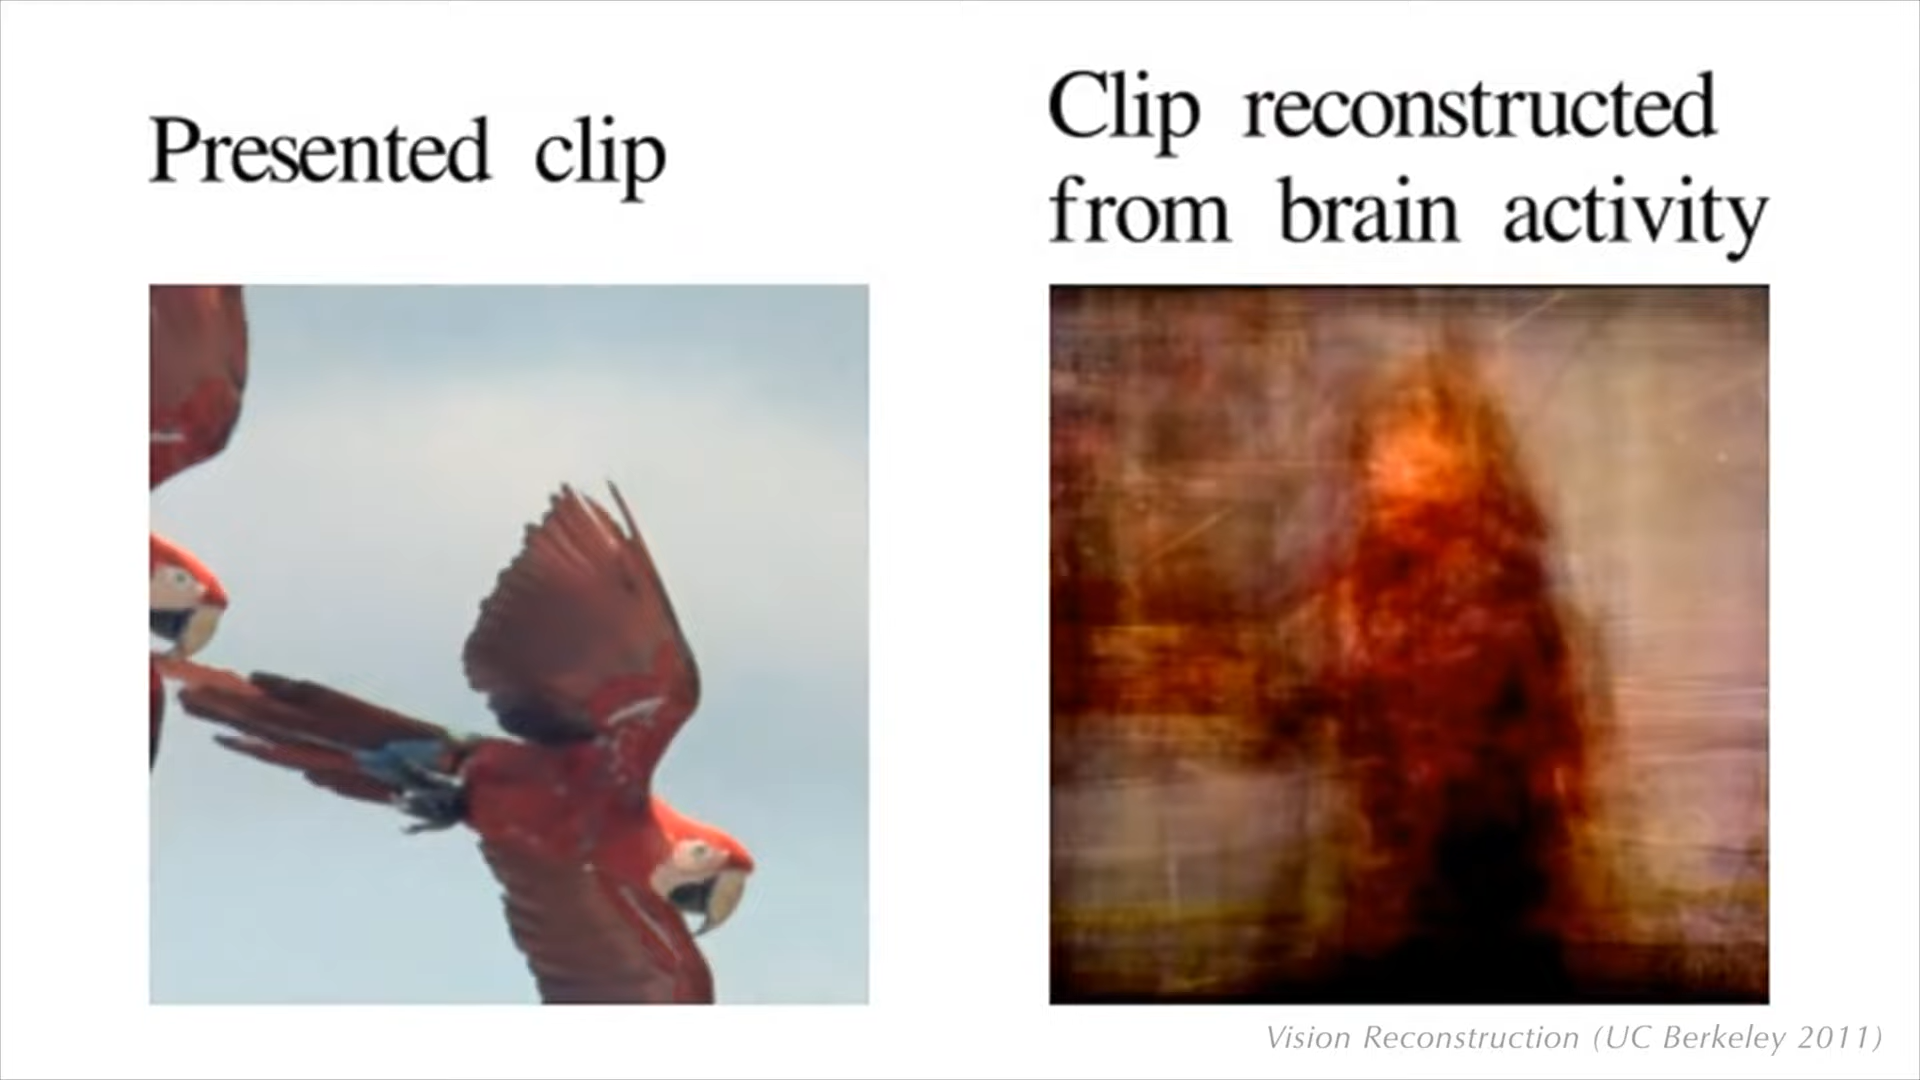 Presented clip
Clip reconstructed
from brain activity
Vision Reconstruction (UC Berkeley 2011)